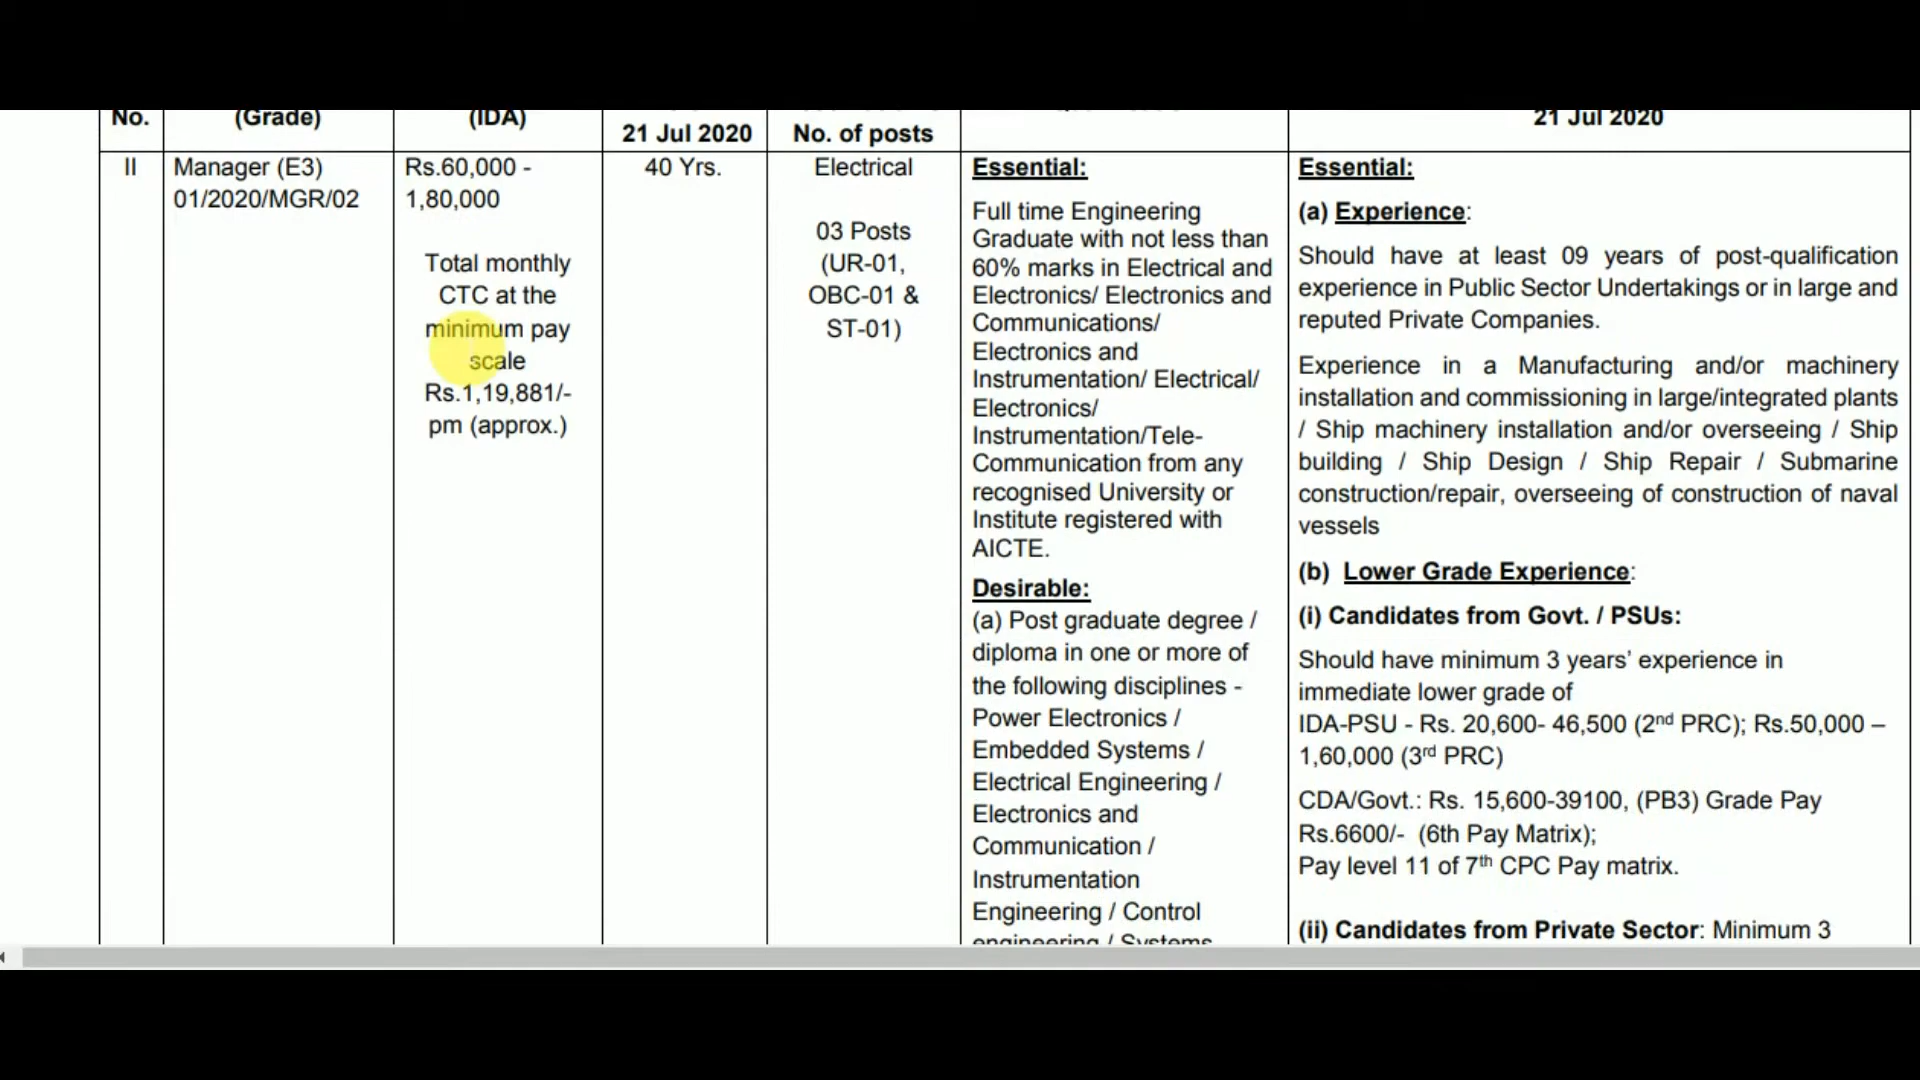 No.
(Grade)
(IDA)
21 Jul 2020
No. of posts
21 Jul 2020
II
Manager (E3)
01/2020/MGR/02
Rs.60,000 -
1,80,000
Total monthly
CTC at the
minimum pay
scale
Rs.1,19,881/-
pm (approx.)
40 Yrs.
Electrical
03 Posts
(UR-01,
OBC-01 &
ST-01)
Essential:
Full time Engineering
Graduate with not less than
60% marks in Electrical and
Electronics/ Electronics and
Communications/
Electronics and
Instrumentation/ Electrical/
Electronics/
Instrumentation/Tele-
Communication from any
recognised University or
Institute registered with
AICTE.
Desirable:
(a) Post graduate degree /
diploma in one or more of
the following disciplines -
Power Electronics /
Embedded Systems /
Electrical Engineering /
Electronics and
Communication /
Instrumentation
Engineering / Control
engineering / Systems
Essential:
(a) Experience:
Should have at least 09 years of post-qualification
experience in Public Sector Undertakings or in large and
reputed Private Companies.
Experience in a Manufacturing and/or machinery
installation and commissioning in large/integrated plants
/ Ship machinery installation and/or overseeing / Ship
building / Ship Design / Ship Repair / Submarine
construction/repair, overseeing of construction of naval
vessels
(b) Lower Grade Experience:
(i) Candidates from Govt. / PSUs:
Should have minimum 3 years’ experience in
immediate lower grade of
IDA-PSU - Rs. 20,600- 46,500 (2nd PRC); Rs.50,000 –
1,60,000 (3rd PRC)
CDA/Govt.: Rs. 15,600-39100, (PB3) Grade Pay
Rs.6600/- (6th Pay Matrix);
Pay level 11 of 7th CPC Pay matrix.
(ii) Candidates from Private Sector: Minimum 3